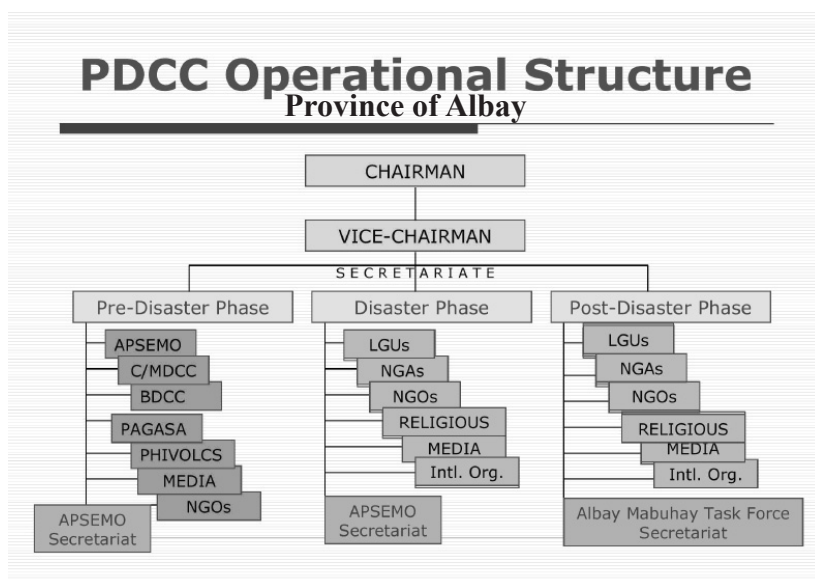 PDCC Operational Structure
Province of Albay
CHAIRMAN
VICE-CHAIRMAN
SECRETARIATE
Pre-Disaster Phase
APSEMO
C/MDCC
BDCC
PAGASA
PHIVOLCS
MEDIA
NGOs
APSEMO
Secretariat
Disaster Phase
LGUs
NGAs
NGOs
RELIGIOUS
MEDIA
Intl. Org.
APSEMO
Secretariat
Post-Disaster Phase
LGUs
NGAs
NGOs
RELIGIOUS
MEDIA
Intl. Org.
Albay Mabuhay Task Force
Secretariat